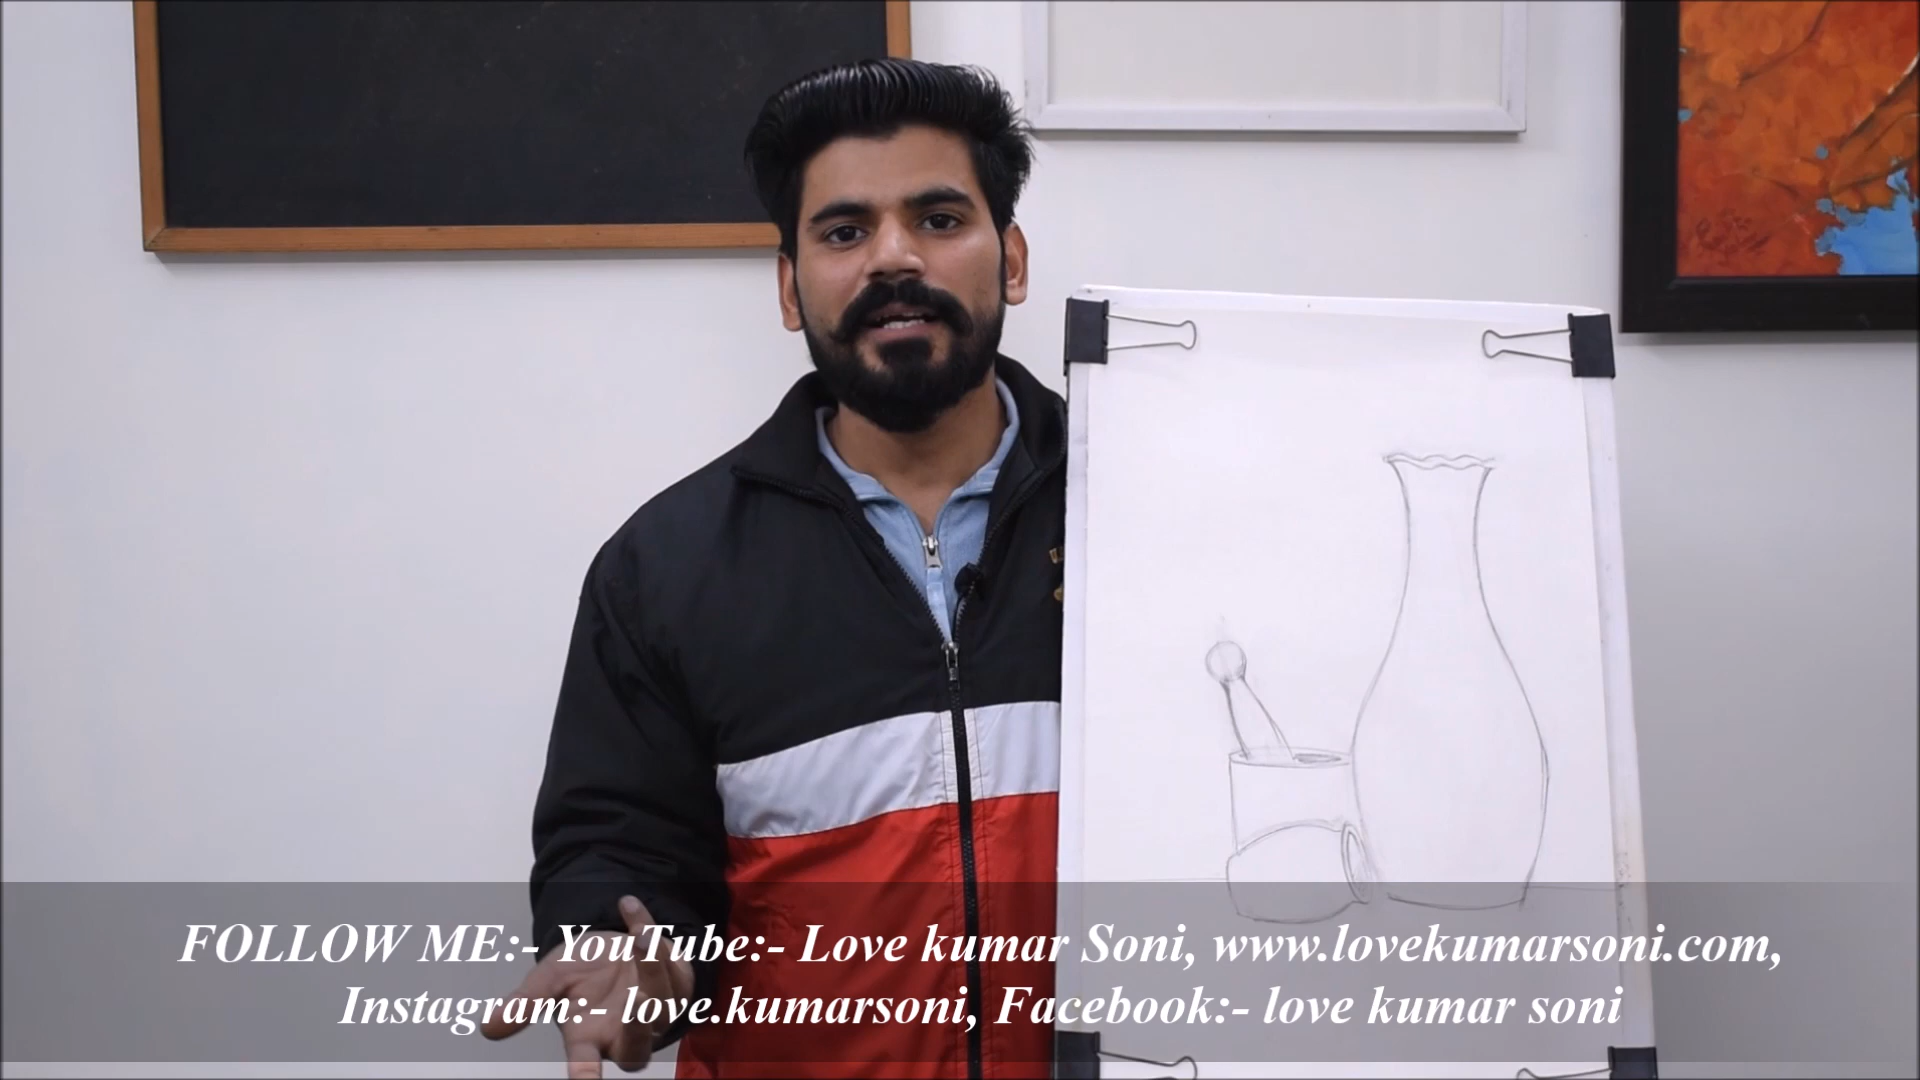 FOLLOW ME:- YouTube:- Love kumar Soni, www.lovekumarsoni.com,
Instagram:- love.kumarsoni, Facebook:- love kumar soni